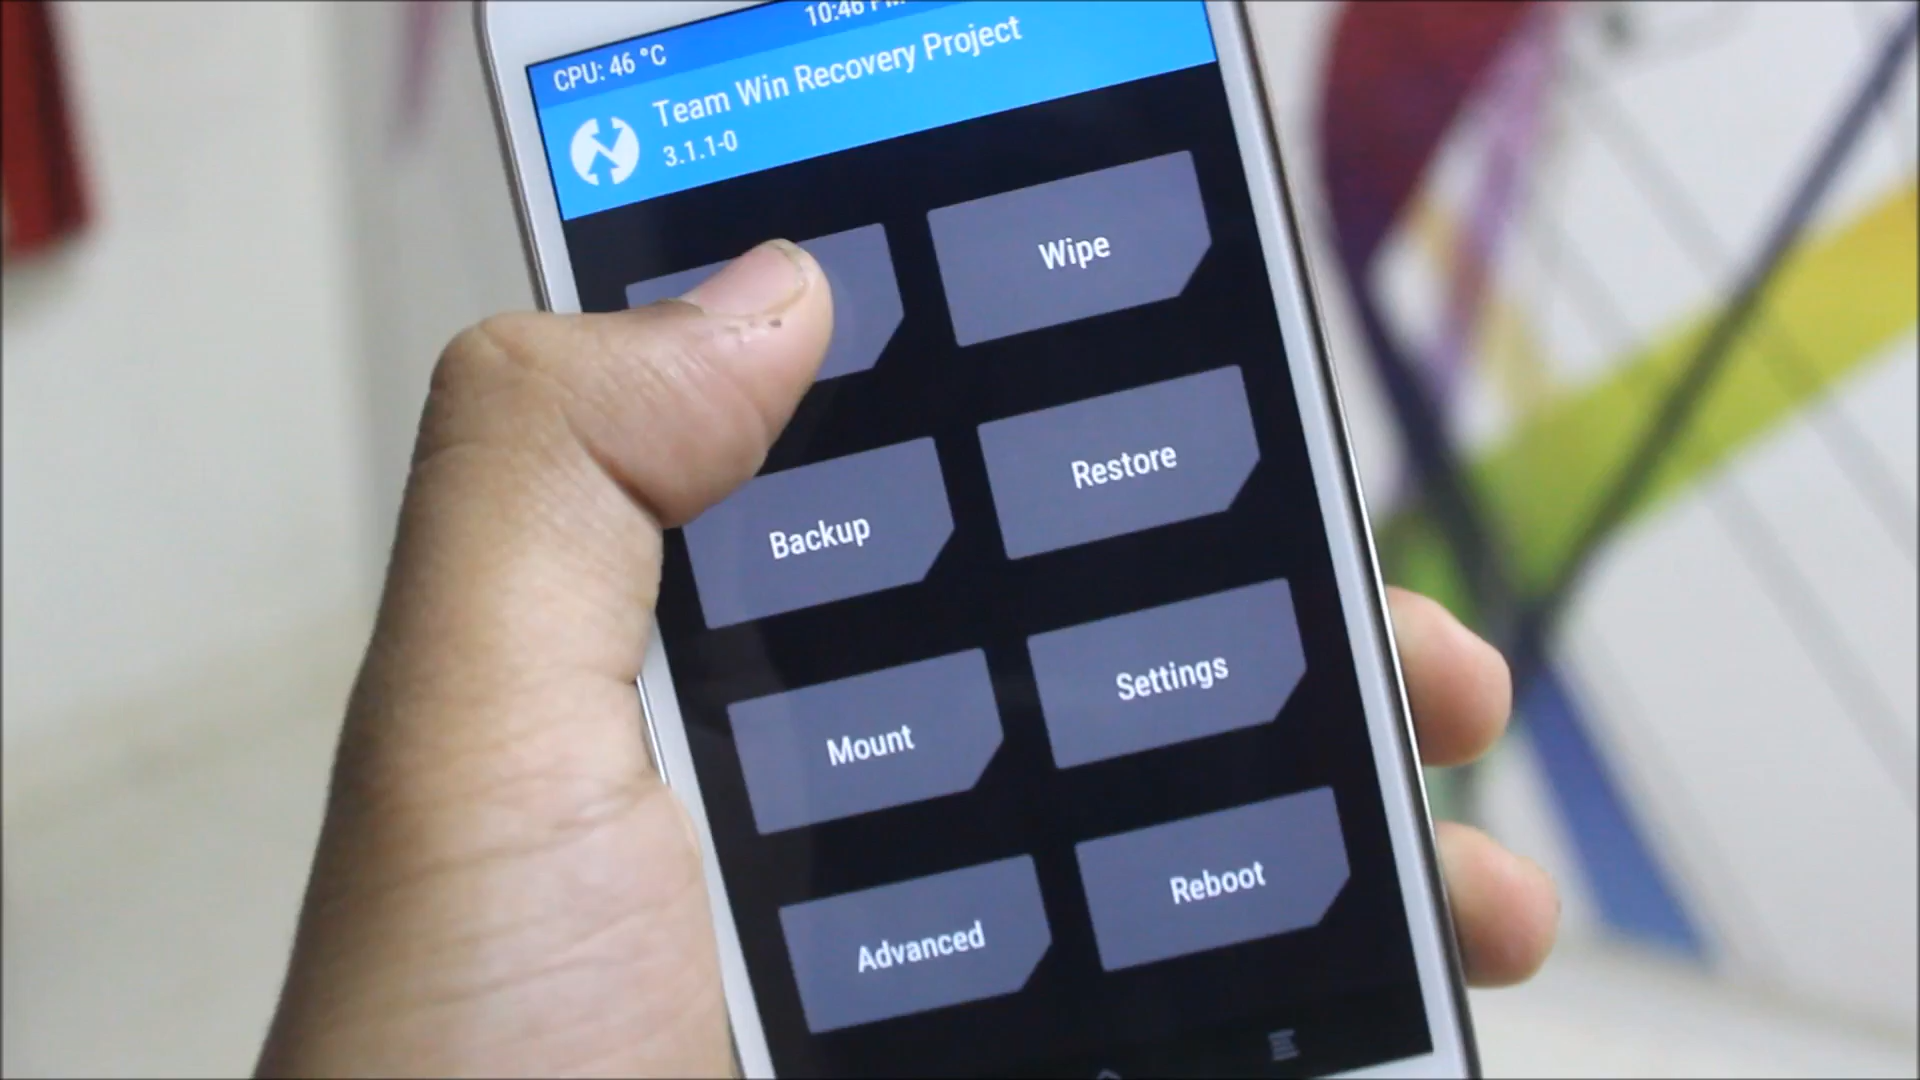 10:46 PM
CPU: 46 °C
Team Win Recovery Project
3.1.1-0
Wipe
Backup
Restore
Mount
Settings
Advanced
Reboot